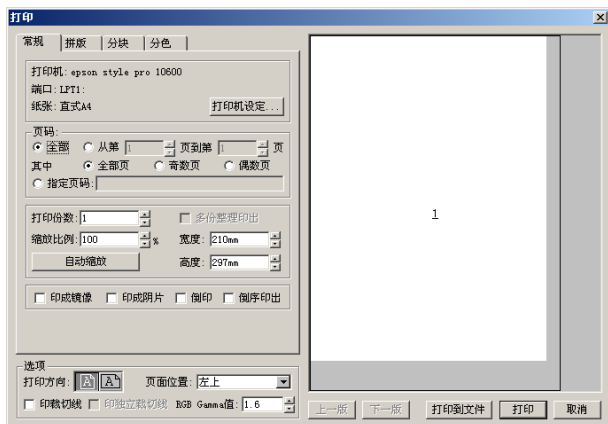 打印
常规 拼版 分块 分色
打印机: epson style pro 10600
端口: LPT1:
纸张: 直式A4 打印机设定...
页码:
全部 从第 1 页到第 1 页
其中 全部页 奇数页 偶数页
指定页码:
打印份数: 1 多份整理印出
缩放比例: 100 % 宽度: 210mm
自动缩放 高度: 297mm
印成镜像 印成阴片 倒印 倒序印出
1
选项
打印方向: A A 页面位置: 左上
印裁切线 印独立裁切线 RGB Gamma值: 1.6
上一版 下一版 打印到文件 打印 取消